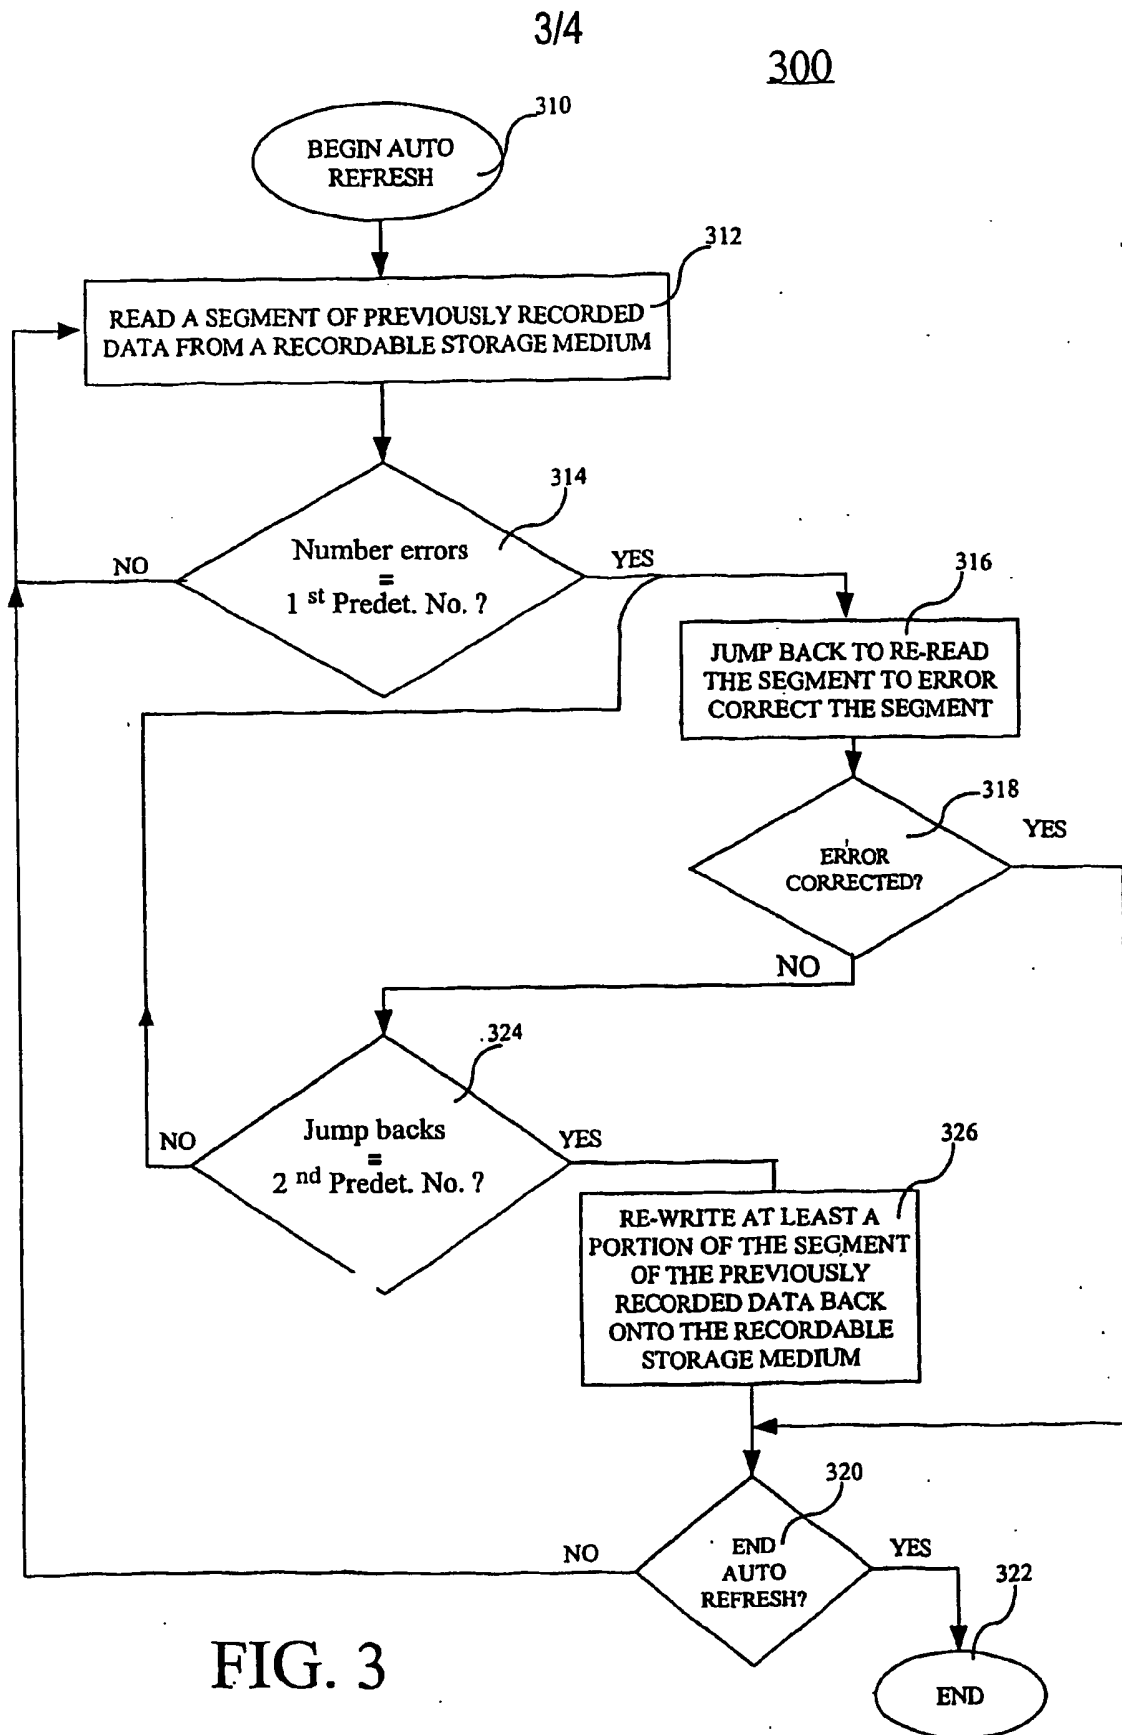 3/4
300
310
BEGIN AUTO
REFRESH
312
READ A SEGMENT OF PREVIOUSLY RECORDED
DATA FROM A RECORDABLE STORAGE MEDIUM
314
Number errors
=
1 st Predet. No. ?
NO
YES
316
JUMP BACK TO RE-READ
THE SEGMENT TO ERROR
CORRECT THE SEGMENT
318
ERROR
CORRECTED?
YES
NO
324
Jump backs
=
2 nd Predet. No. ?
NO
YES
326
RE-WRITE AT LEAST A
PORTION OF THE SEGMENT
OF THE PREVIOUSLY
RECORDED DATA BACK
ONTO THE RECORDABLE
STORAGE MEDIUM
320
END
AUTO
REFRESH?
NO
YES
322
END
FIG. 3